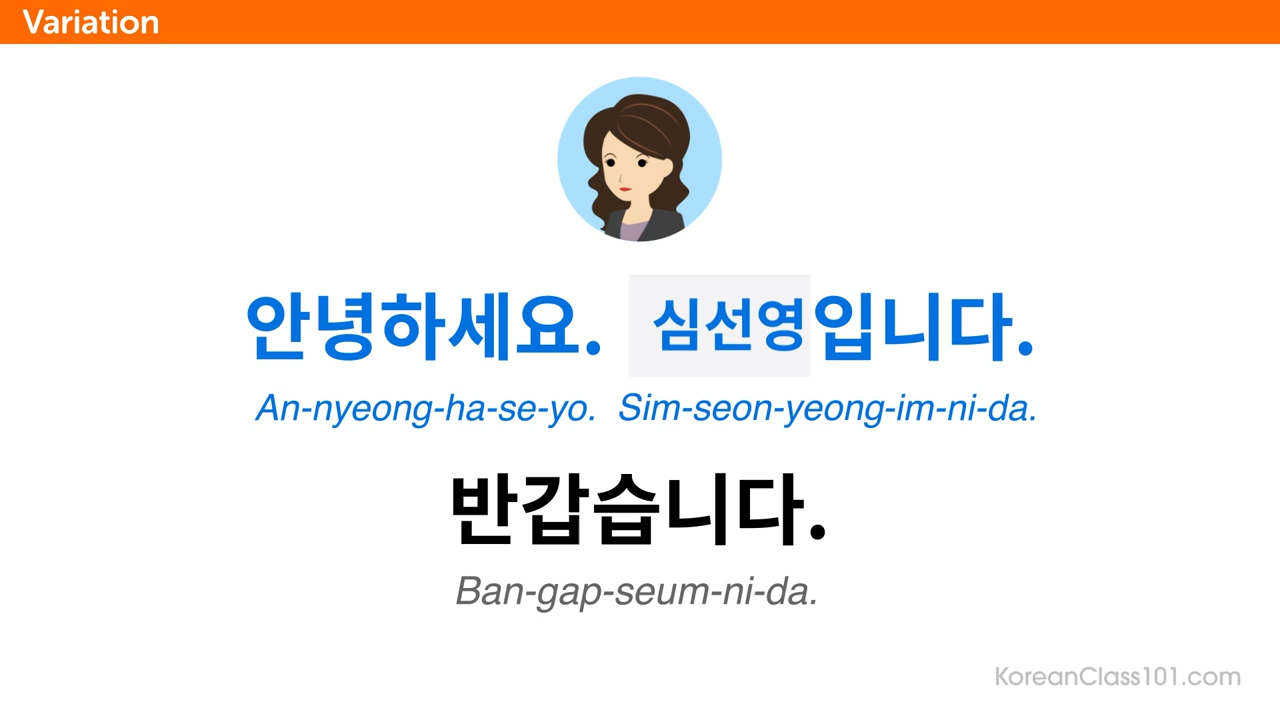 Variation
안녕하세요. 심선영입니다.
An-nyeong-ha-se-yo. Sim-seon-yeong-im-ni-da.
반갑습니다.
Ban-gap-seum-ni-da.
KoreanClass101.com